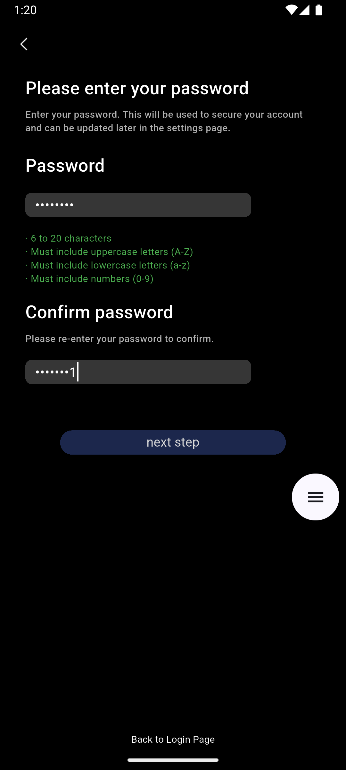 1:20
Please enter your password
Enter your password. This will be used to secure your account
and can be updated later in the settings page.
Password
••••••••
· 6 to 20 characters
· Must include uppercase letters (A-Z)
· Must include lowercase letters (a-z)
· Must include numbers (0-9)
Confirm password
Please re-enter your password to confirm.
•••••••1
next step
Back to Login Page